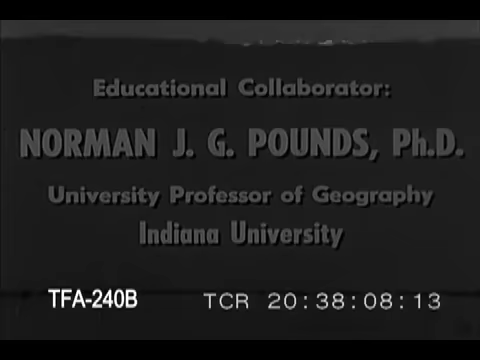 Educational Collaborator:
NORMAN J. G. POUNDS, Ph.D.
University Professor of Geography
Indiana University
TFA-240B TCR 20:38:08:13